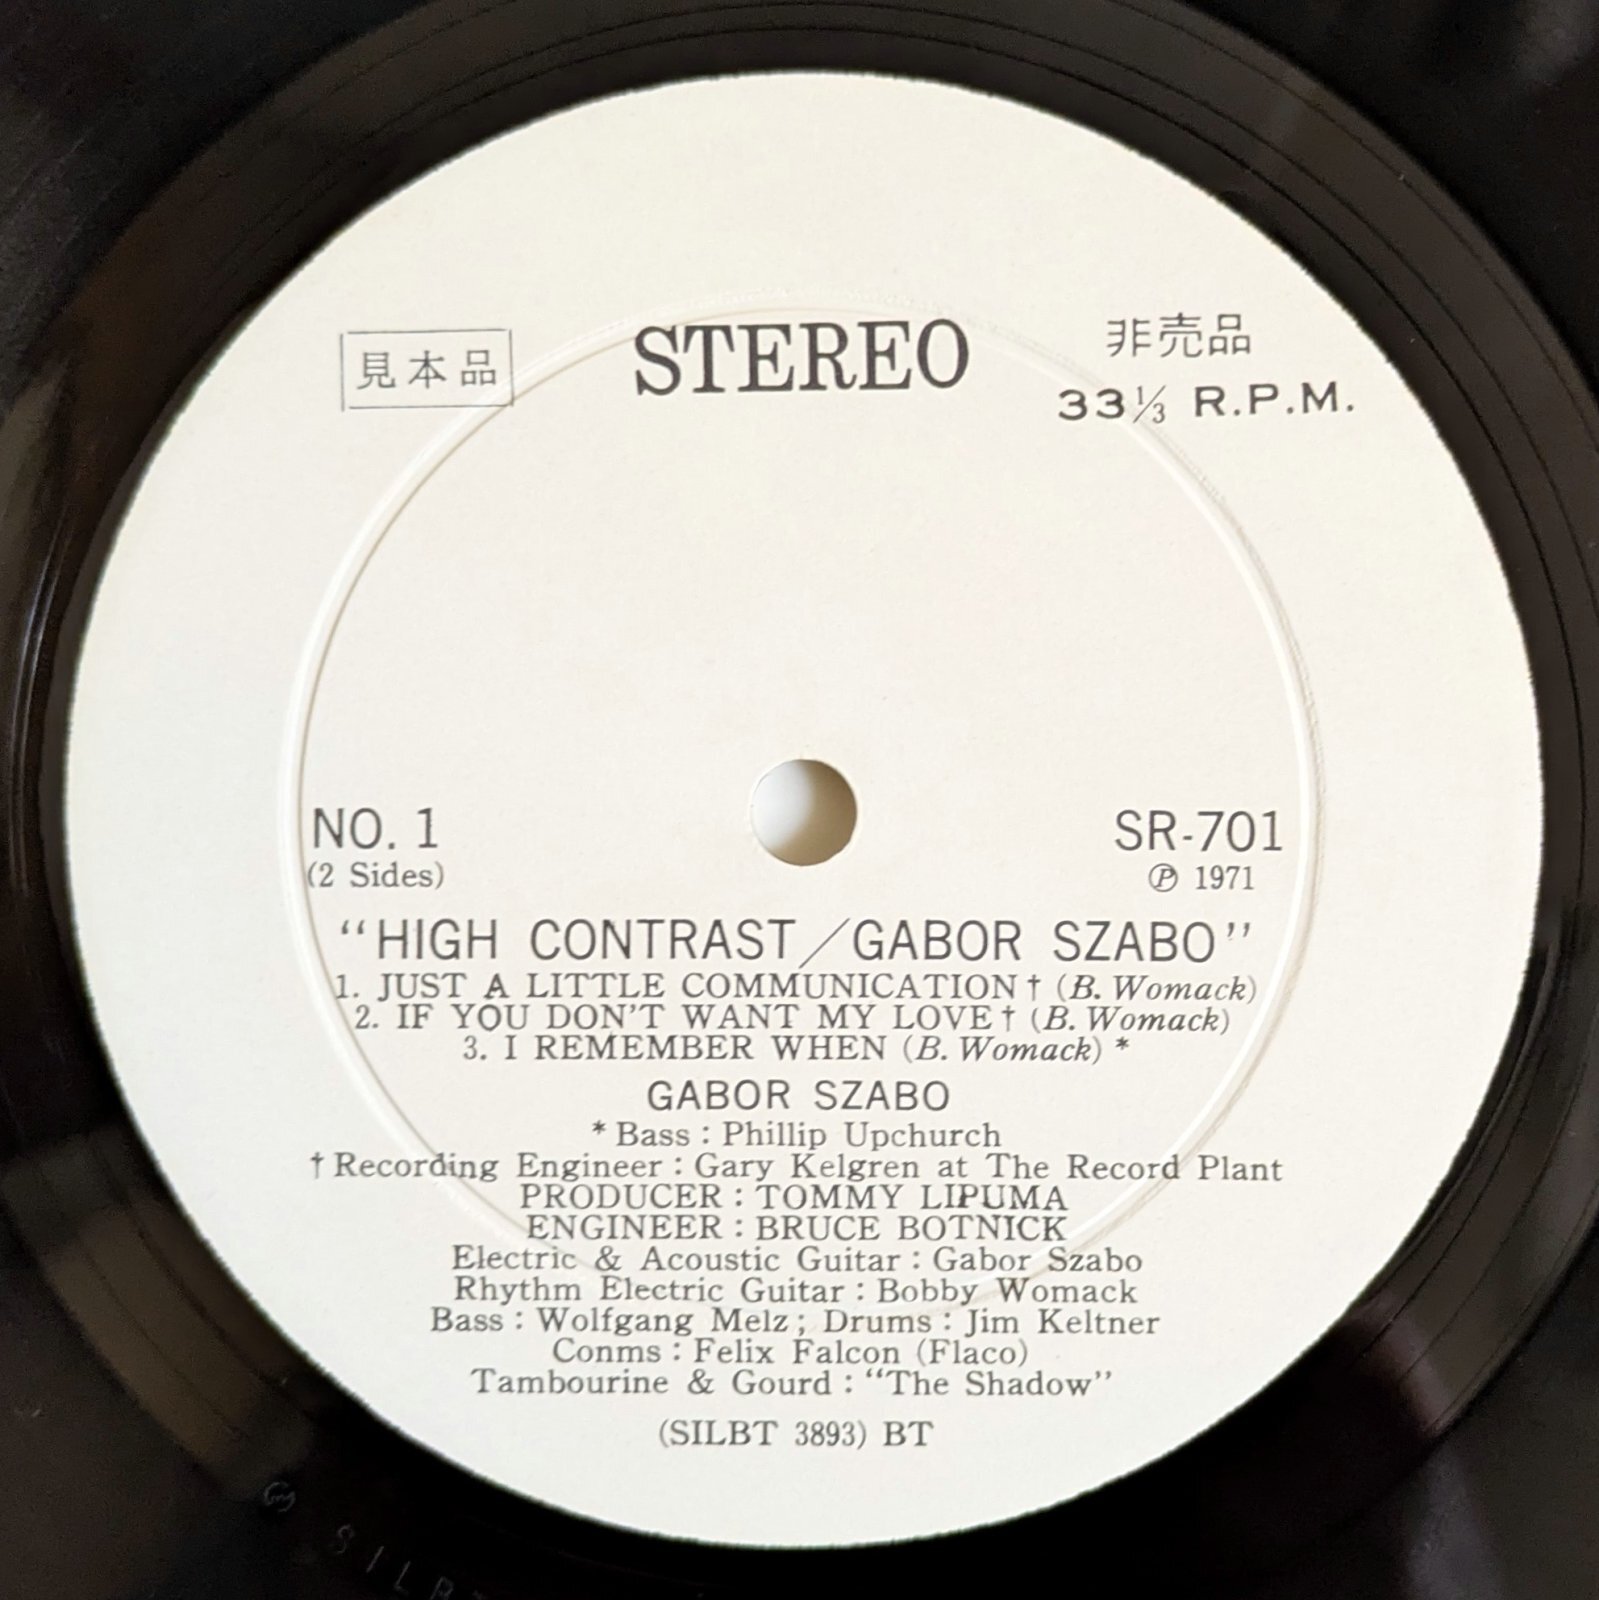 見本品
STEREO
非売品
33⅓ R.P.M.
NO. 1
(2 Sides)
SR-701
℗ 1971
“HIGH CONTRAST／GABOR SZABO”
1. JUST A LITTLE COMMUNICATION† (B. Womack)
2. IF YOU DON'T WANT MY LOVE† (B. Womack)
3. I REMEMBER WHEN (B. Womack) *
GABOR SZABO
* Bass : Phillip Upchurch
† Recording Engineer : Gary Kelgren at The Record Plant
PRODUCER : TOMMY LIPUMA
ENGINEER : BRUCE BOTNICK
Electric & Acoustic Guitar : Gabor Szabo
Rhythm Electric Guitar : Bobby Womack
Bass : Wolfgang Melz ; Drums : Jim Keltner
Conms : Felix Falcon (Flaco)
Tambourine & Gourd : “The Shadow”
(SILBT 3893) BT